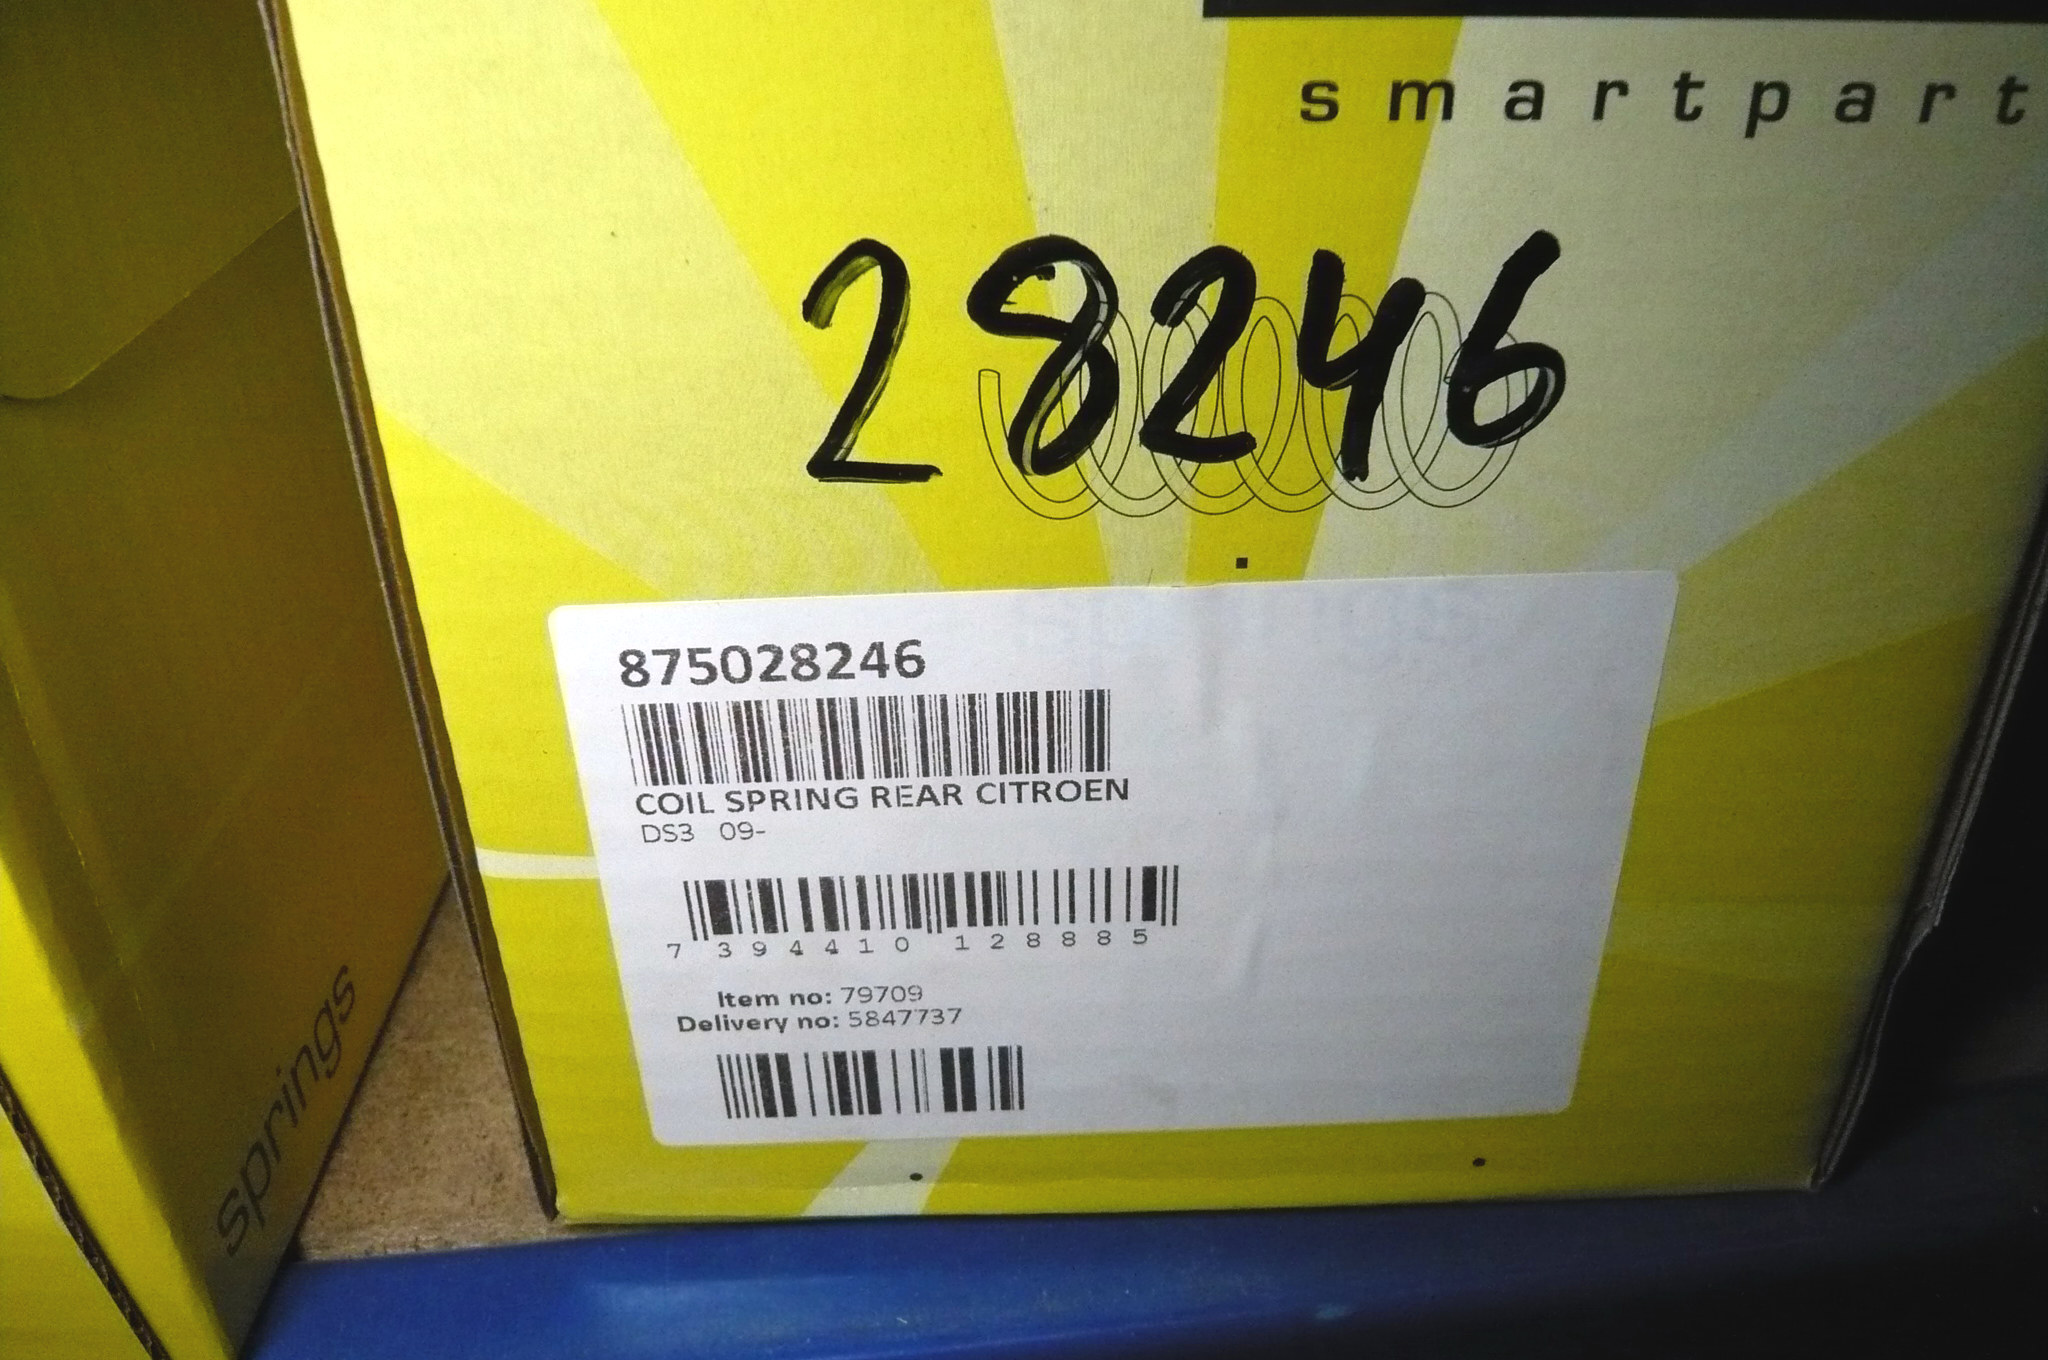 smartpart
28246
875028246
COIL SPRING REAR CITROEN
DS3 09-
7 394410 128885
Item no: 79709
Delivery no: 5847737
springs